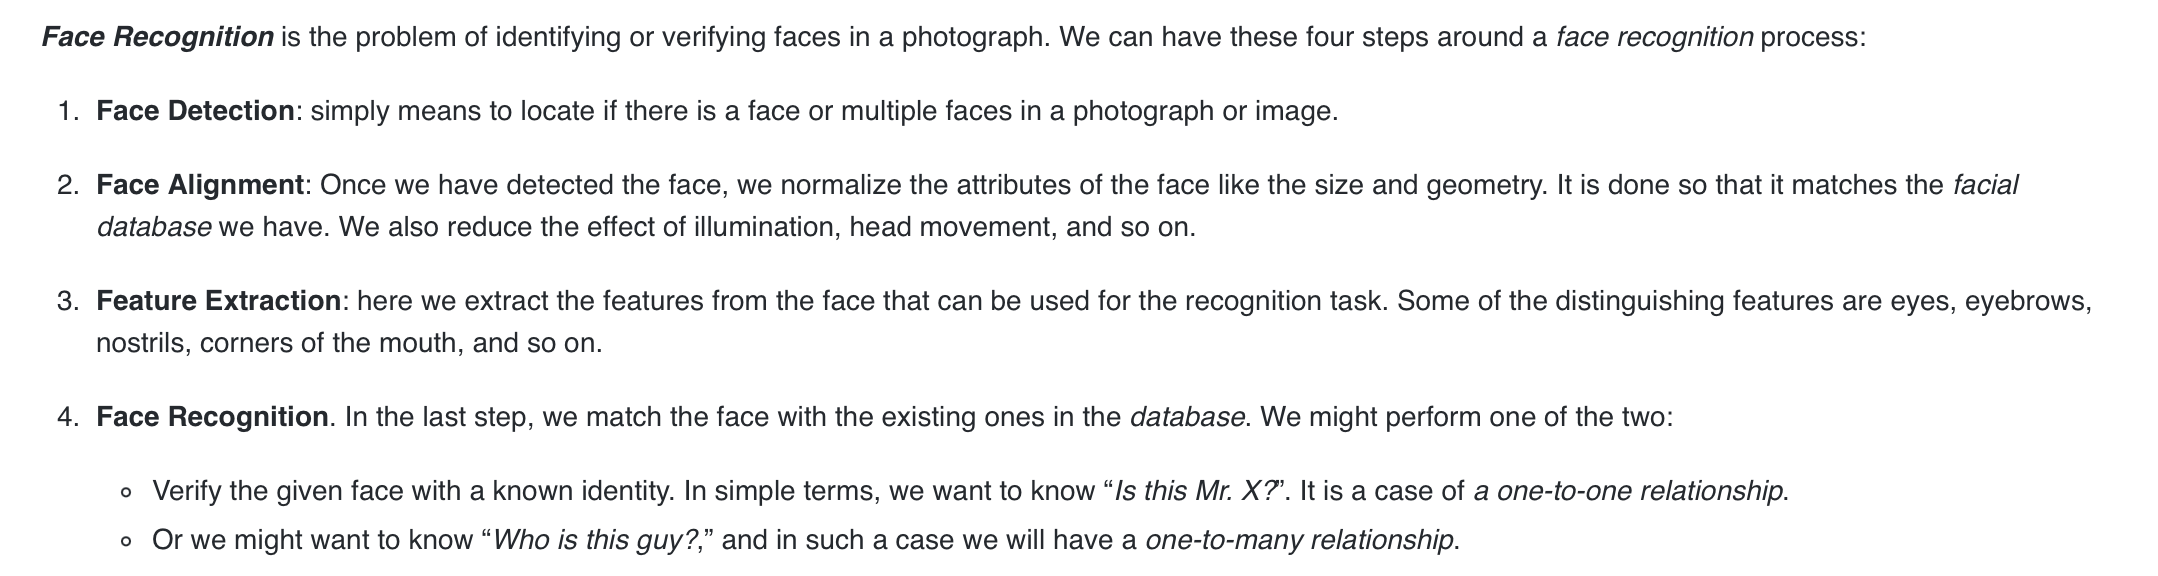 Face Recognition is the problem of identifying or verifying faces in a photograph. We can have these four steps around a face recognition process:
1. Face Detection: simply means to locate if there is a face or multiple faces in a photograph or image.
2. Face Alignment: Once we have detected the face, we normalize the attributes of the face like the size and geometry. It is done so that it matches the facial
database we have. We also reduce the effect of illumination, head movement, and so on.
3. Feature Extraction: here we extract the features from the face that can be used for the recognition task. Some of the distinguishing features are eyes, eyebrows,
nostrils, corners of the mouth, and so on.
4. Face Recognition. In the last step, we match the face with the existing ones in the database. We might perform one of the two:
◦ Verify the given face with a known identity. In simple terms, we want to know “Is this Mr. X?”. It is a case of a one-to-one relationship.
◦ Or we might want to know “Who is this guy?,” and in such a case we will have a one-to-many relationship.